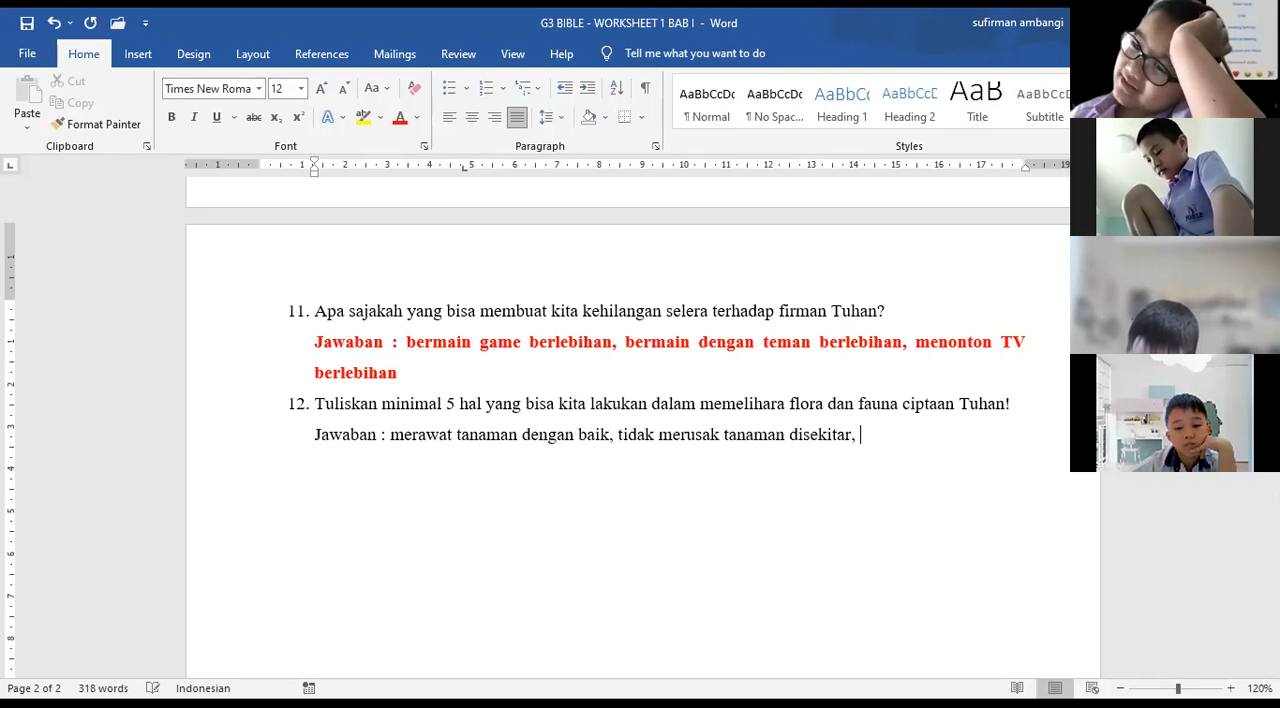 G3 BIBLE - WORKSHEET 1 BAB I - Word
sufirman ambangi
File Home Insert Design Layout References Mailings Review View Help Tell me what you want to do
Paste
Cut
Copy
Format Painter
Clipboard
Times New Roma 12
Font
Paragraph
AaBbCcDc AaBbCcDc AaBbC AaBbCcD AaB AaBbCcD
¶ Normal ¶ No Spac... Heading 1 Heading 2 Title Subtitle
Styles
11. Apa sajakah yang bisa membuat kita kehilangan selera terhadap firman Tuhan?
Jawaban : bermain game berlebihan, bermain dengan teman berlebihan, menonton TV
berlebihan
12. Tuliskan minimal 5 hal yang bisa kita lakukan dalam memelihara flora dan fauna ciptaan Tuhan!
Jawaban : merawat tanaman dengan baik, tidak merusak tanaman disekitar,
Page 2 of 2 318 words Indonesian 120%